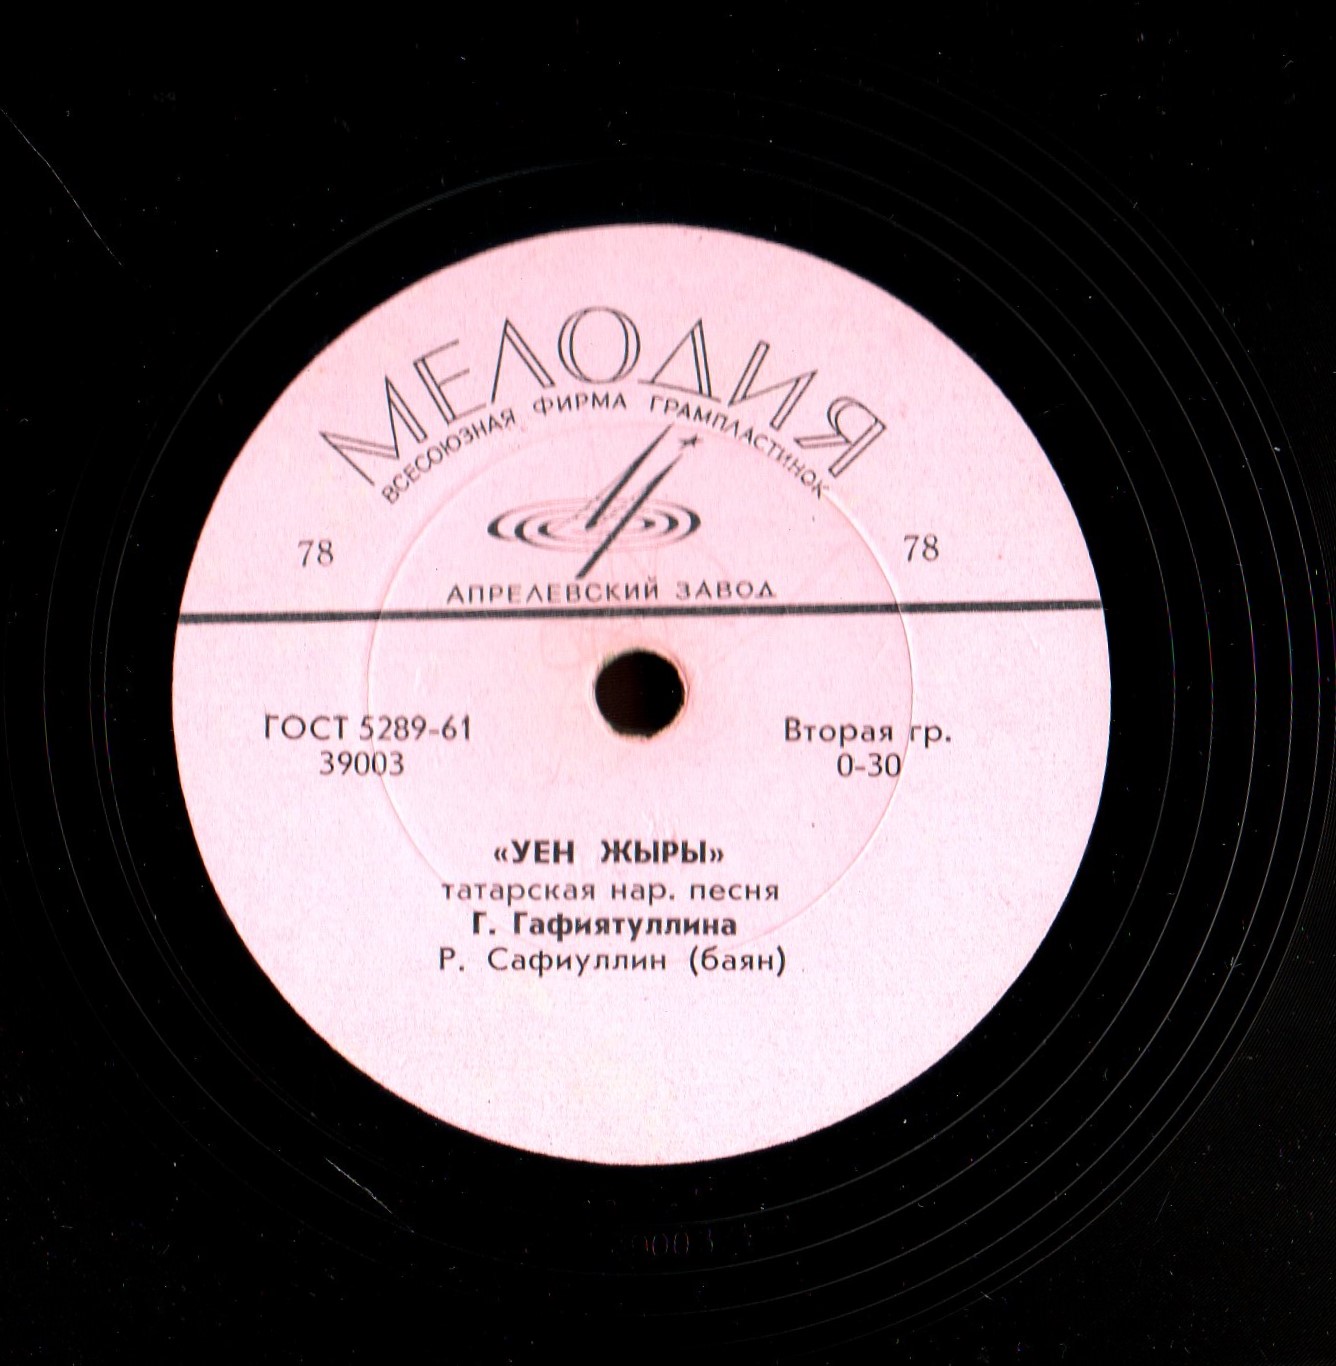 МЕЛОДИЯ
ВСЕСОЮЗНАЯ ФИРМА ГРАМПЛАСТИНОК
78 78
АПРЕЛЕВСКИЙ ЗАВОД
ГОСТ 5289-61 Вторая гр.
39003 0-30
«УЕН ЖЫРЫ»
татарская нар. песня
Г. Гафиятуллина
Р. Сафиуллин (баян)